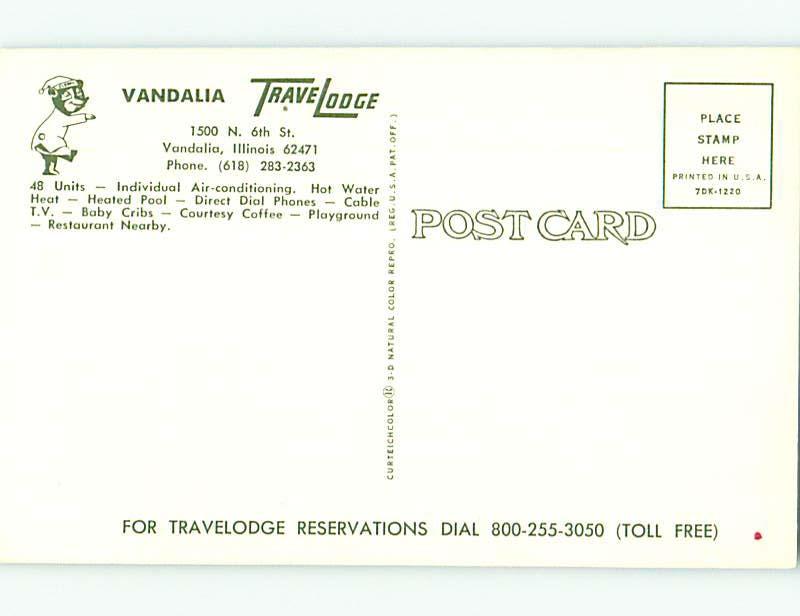 VANDALIA TRAVELODGE®
1500 N. 6th St.
Vandalia, Illinois 62471
Phone. (618) 283-2363
48 Units — Individual Air-conditioning. Hot Water
Heat — Heated Pool — Direct Dial Phones — Cable
T.V. — Baby Cribs — Courtesy Coffee — Playground
— Restaurant Nearby.
CURTEICHCOLOR 3-D NATURAL COLOR REPRO. (REG. U.S.A. PAT. OFF.)
POST CARD
PLACE
STAMP
HERE
PRINTED IN U.S.A.
7DK-1220
FOR TRAVELODGE RESERVATIONS DIAL 800-255-3050 (TOLL FREE)